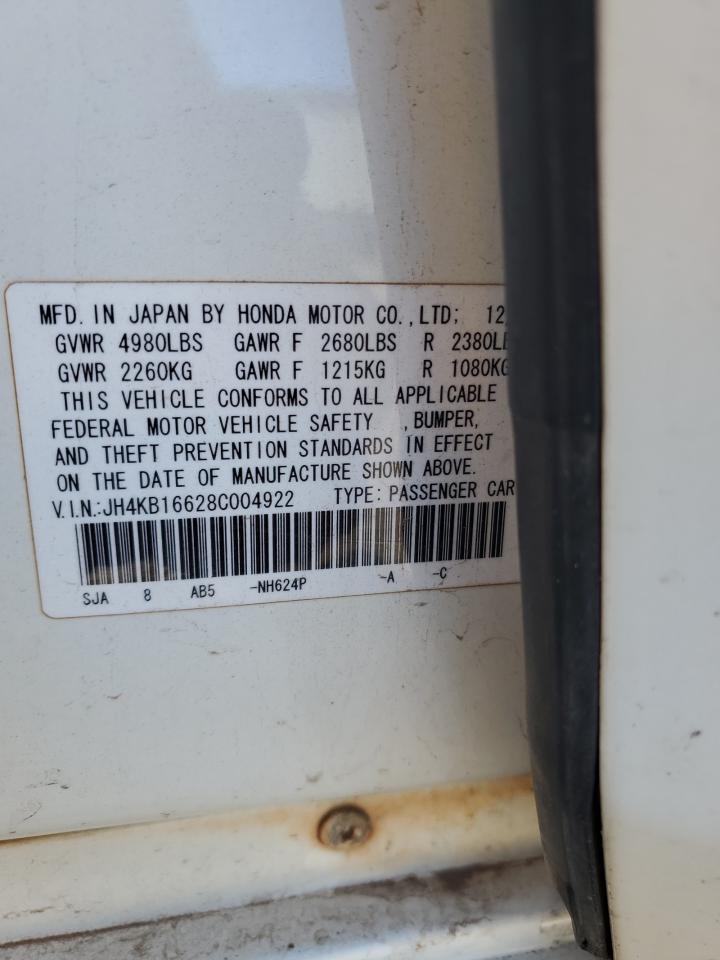 MFD. IN JAPAN BY HONDA MOTOR CO.,LTD; 12
GVWR 4980LBS GAWR F 2680LBS R 2380LB
GVWR 2260KG GAWR F 1215KG R 1080KG
THIS VEHICLE CONFORMS TO ALL APPLICABLE
FEDERAL MOTOR VEHICLE SAFETY ,BUMPER,
AND THEFT PREVENTION STANDARDS IN EFFECT
ON THE DATE OF MANUFACTURE SHOWN ABOVE.
V.I.N.:JH4KB16628C004922 TYPE: PASSENGER CAR
SJA 8 AB5 -NH624P -A -C